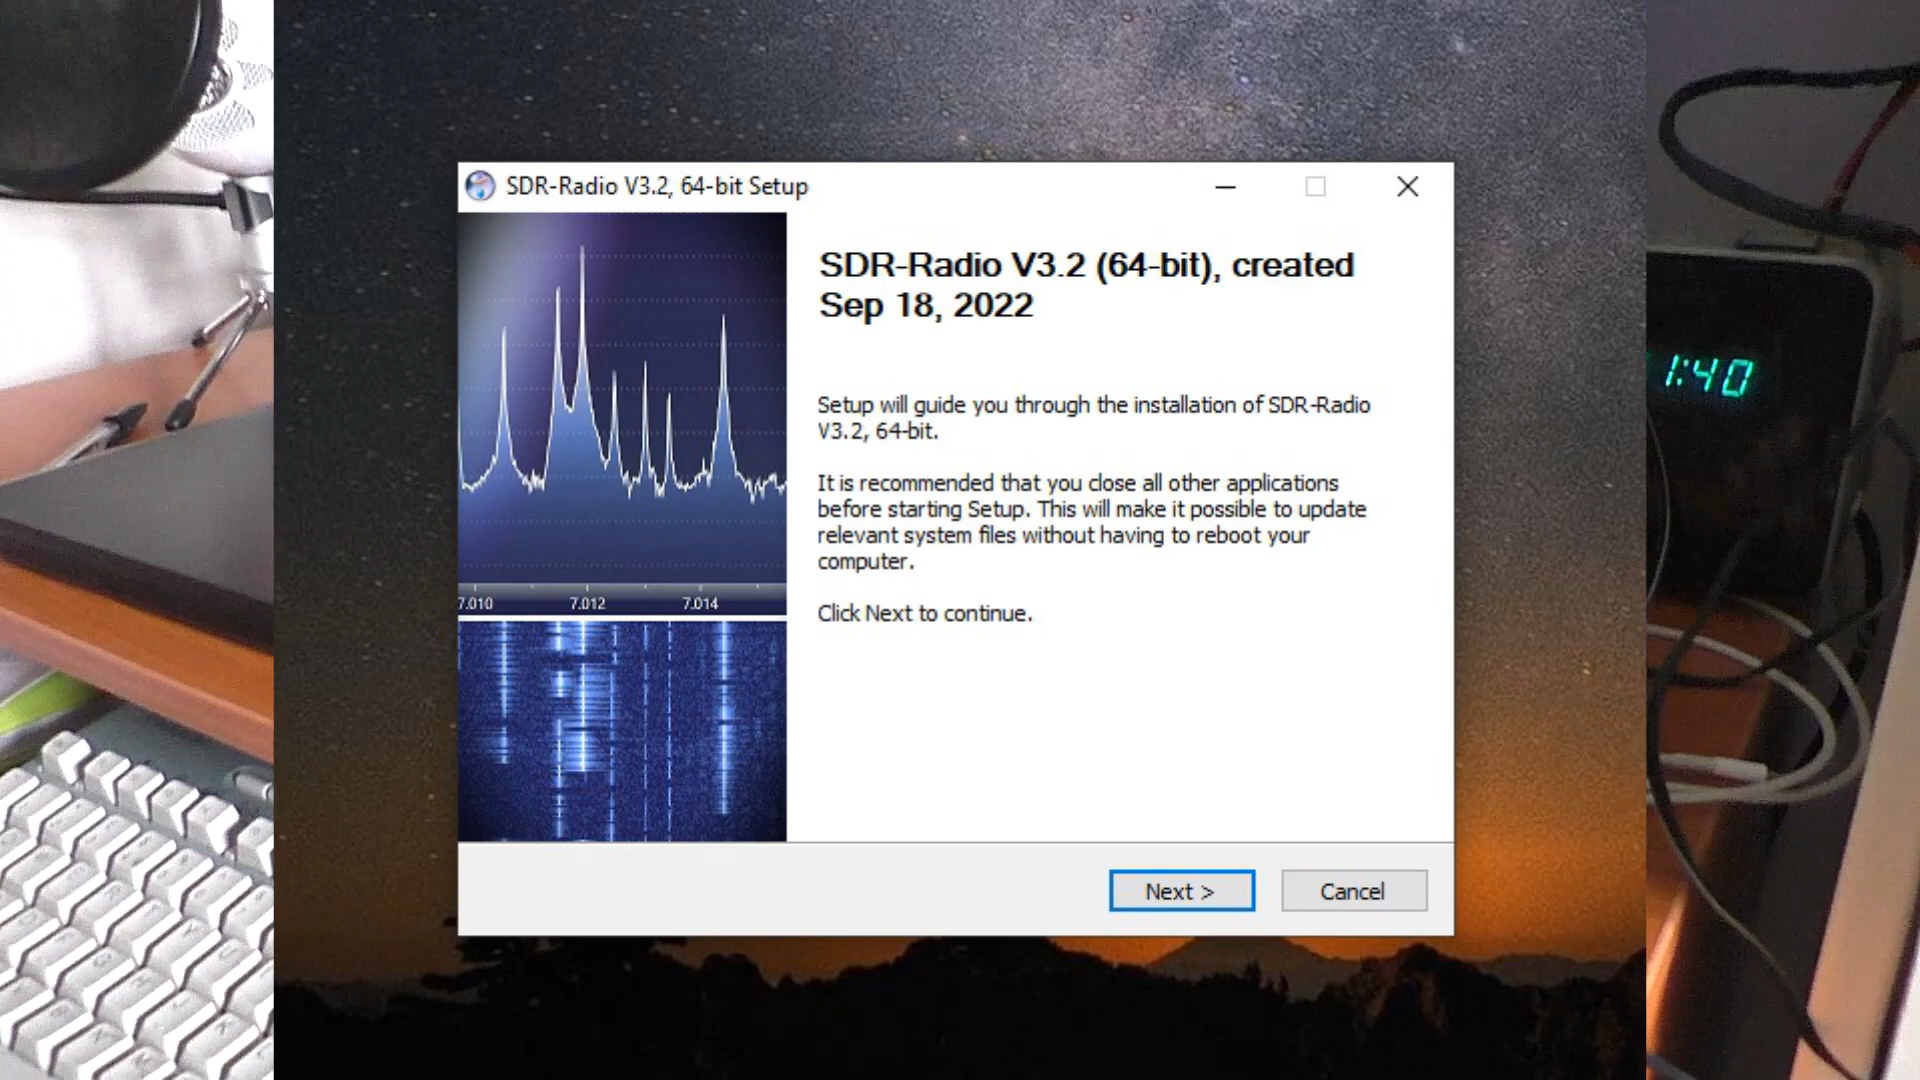 SDR-Radio V3.2, 64-bit Setup
SDR-Radio V3.2 (64-bit), created
Sep 18, 2022
Setup will guide you through the installation of SDR-Radio
V3.2, 64-bit.
It is recommended that you close all other applications
before starting Setup. This will make it possible to update
relevant system files without having to reboot your
computer.
Click Next to continue.
7.010 7.012 7.014
Next >
Cancel
1:40